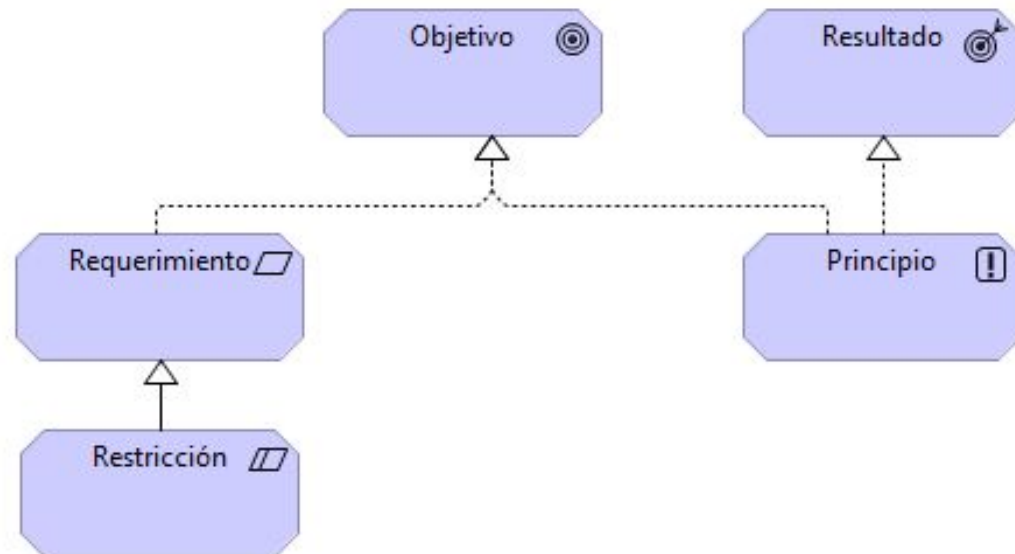 Objetivo
Resultado
Requerimiento
Principio
Restricción